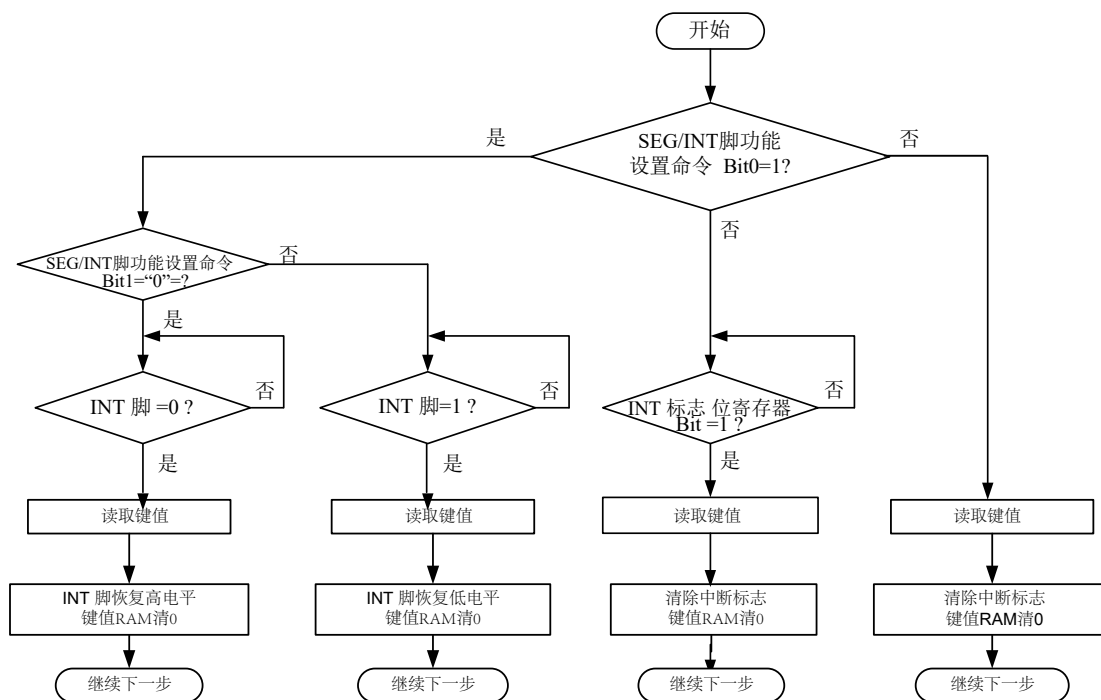 开始
是
SEG/INT脚功能
设置命令 Bit0=1?
否
否
SEG/INT脚功能设置命令
Bit1=“0”=?
否
是
INT 脚 =0 ?
否
INT 脚=1 ?
否
INT 标志 位寄存器
Bit =1 ?
否
是
是
是
读取键值
读取键值
读取键值
读取键值
INT 脚恢复高电平
键值RAM清0
INT 脚恢复低电平
键值RAM清0
清除中断标志
键值RAM清0
清除中断标志
键值RAM清0
继续下一步
继续下一步
继续下一步
继续下一步